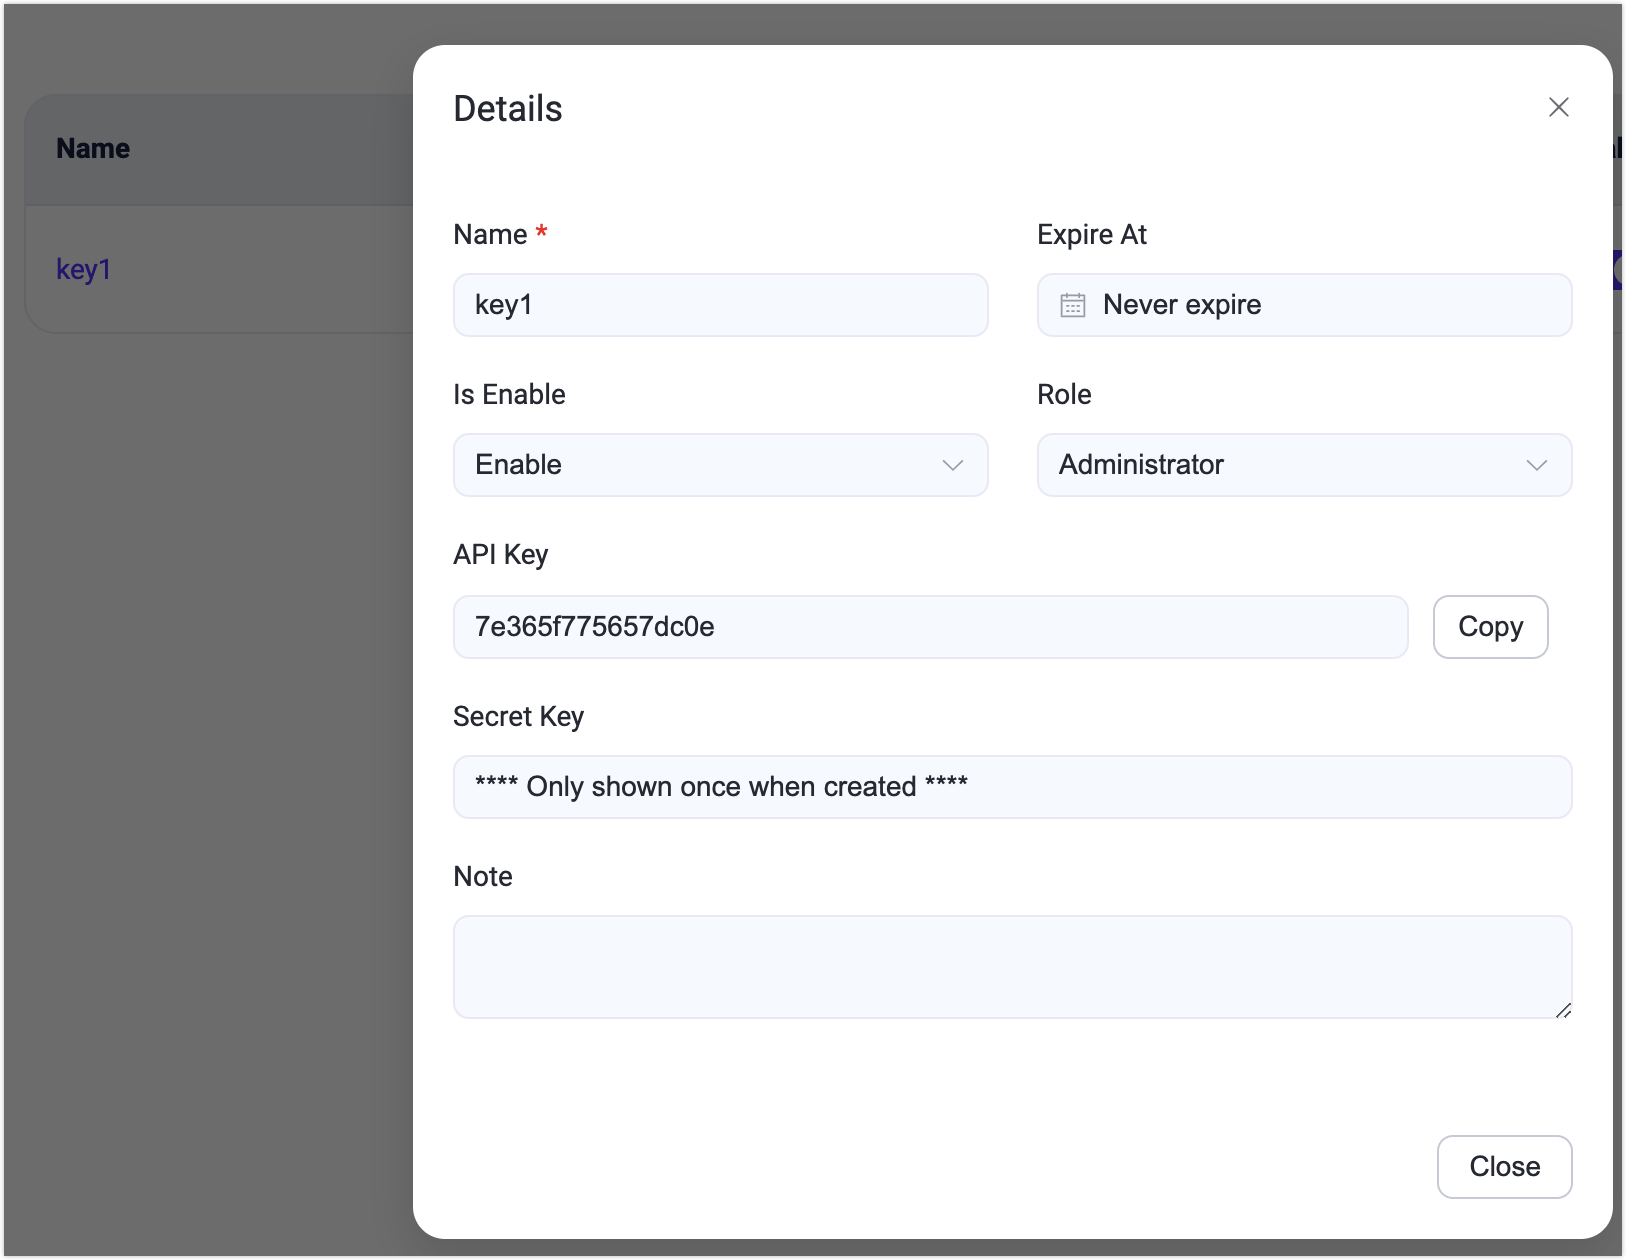 Details
Name
key1
Name *
Expire At
key1
Never expire
Is Enable
Role
Enable
Administrator
API Key
7e365f775657dc0e
Copy
Secret Key
**** Only shown once when created ****
Note
Close